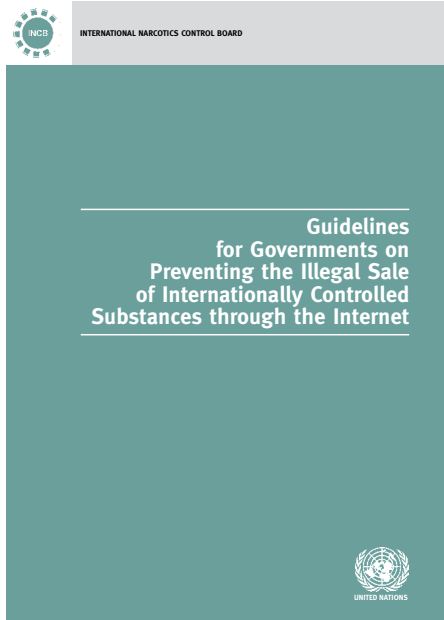 INCB
INTERNATIONAL NARCOTICS CONTROL BOARD
Guidelines
for Governments on
Preventing the Illegal Sale
of Internationally Controlled
Substances through the Internet
UNITED NATIONS